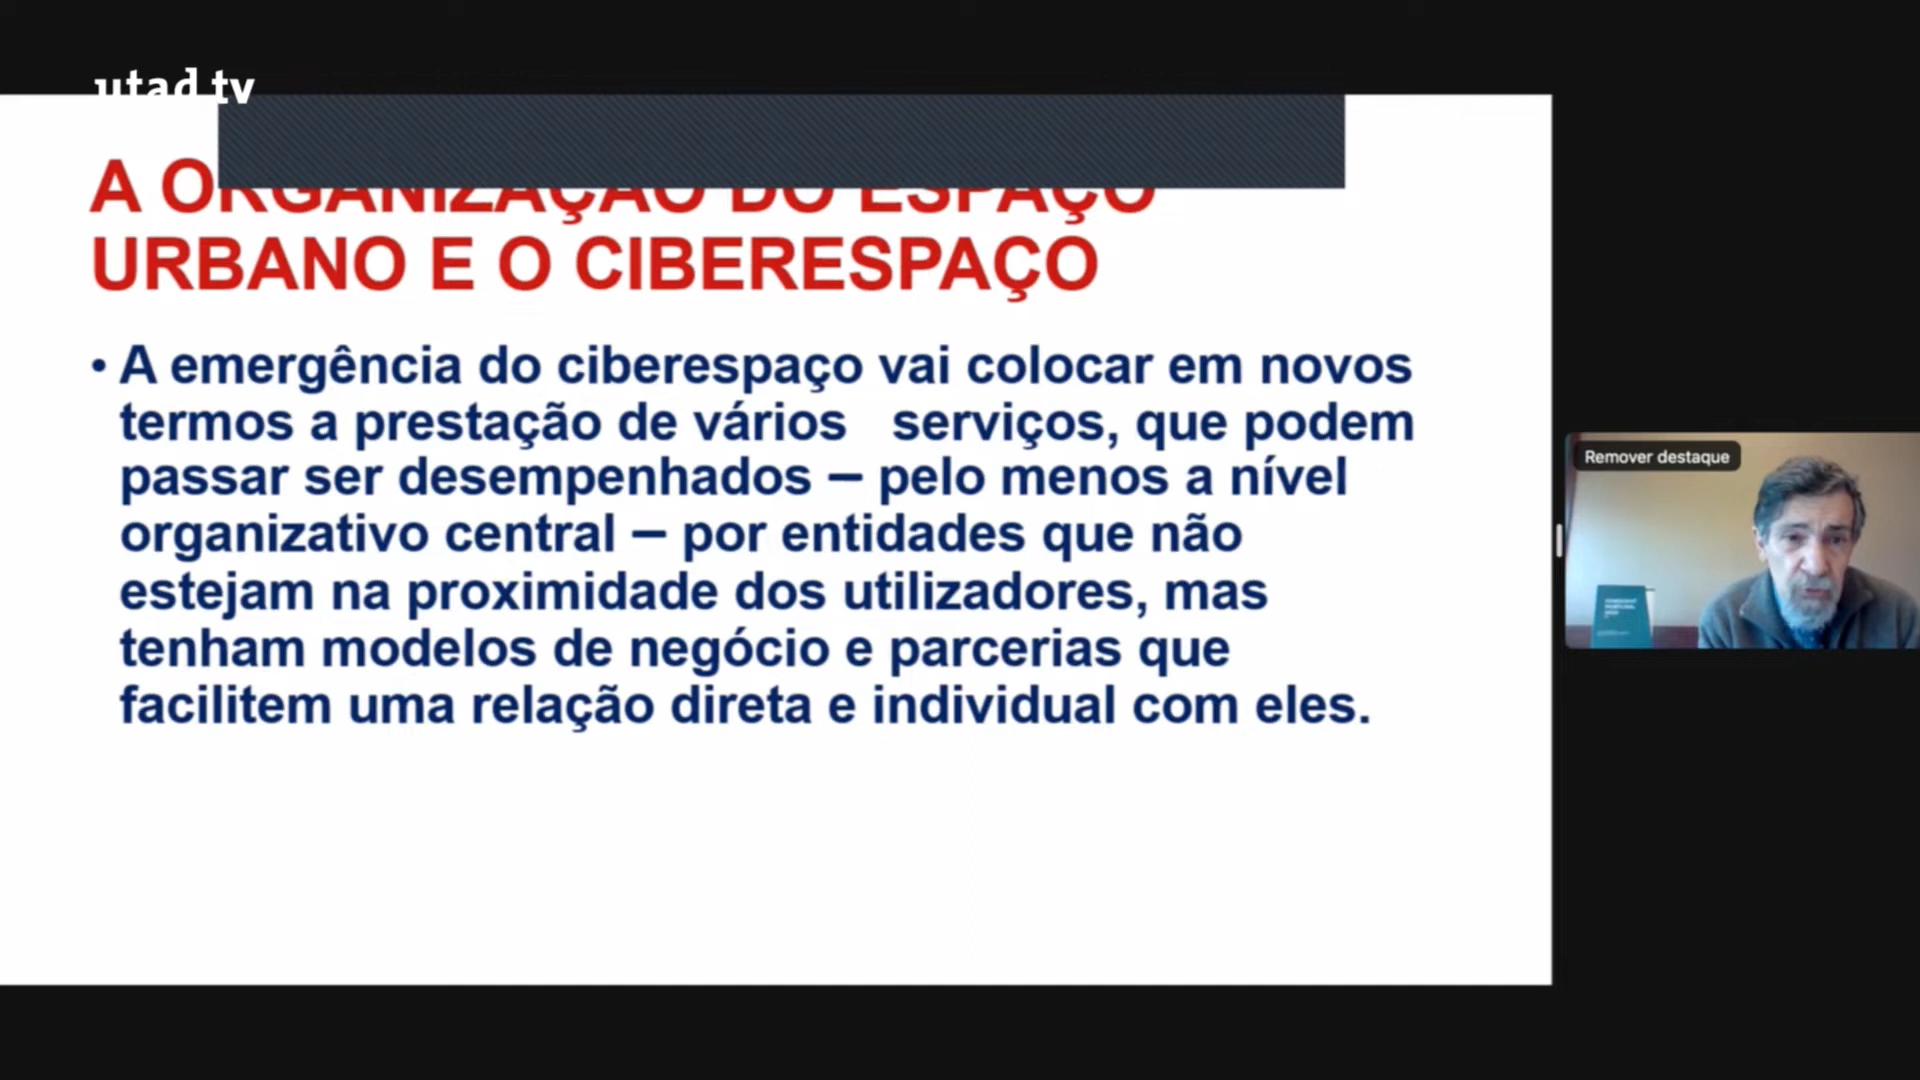 utad tv
A ORGANIZAÇÃO DO ESPAÇO
URBANO E O CIBERESPAÇO
• A emergência do ciberespaço vai colocar em novos
termos a prestação de vários serviços, que podem
passar ser desempenhados – pelo menos a nível
organizativo central – por entidades que não
estejam na proximidade dos utilizadores, mas
tenham modelos de negócio e parcerias que
facilitem uma relação direta e individual com eles.
Remover destaque